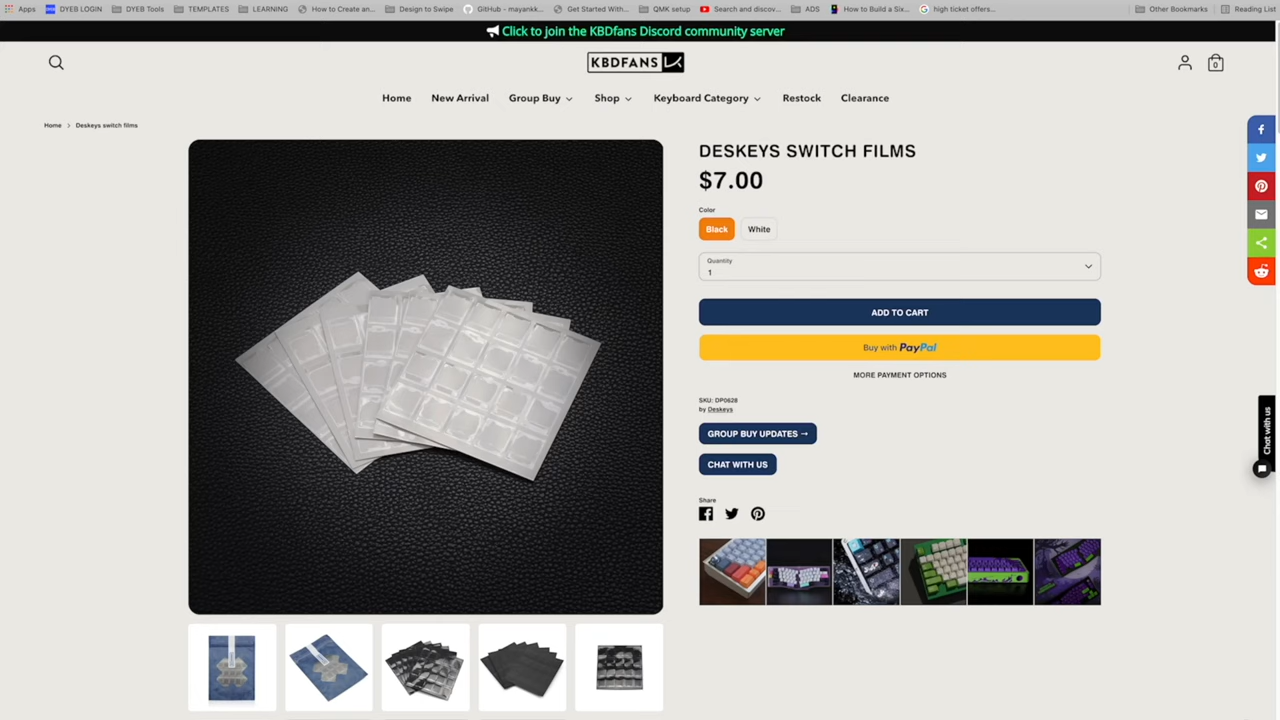 Apps
DYEB LOGIN
DYEB Tools
TEMPLATES
LEARNING
How to Create an...
Design to Swipe
GitHub - mayankk...
Get Started With...
QMK setup
Search and discov...
ADS
How to Build a Six...
high ticket offers...
Other Bookmarks
Reading List
Click to join the KBDfans Discord community server
KBDFANS
0
Home
New Arrival
Group Buy
Shop
Keyboard Category
Restock
Clearance
Home > Deskeys switch films
DESKEYS SWITCH FILMS
$7.00
Color
Black
White
Quantity
1
ADD TO CART
Buy with PayPal
MORE PAYMENT OPTIONS
SKU: DP0628
by Deskeys
GROUP BUY UPDATES →
CHAT WITH US
Share
Chat with us